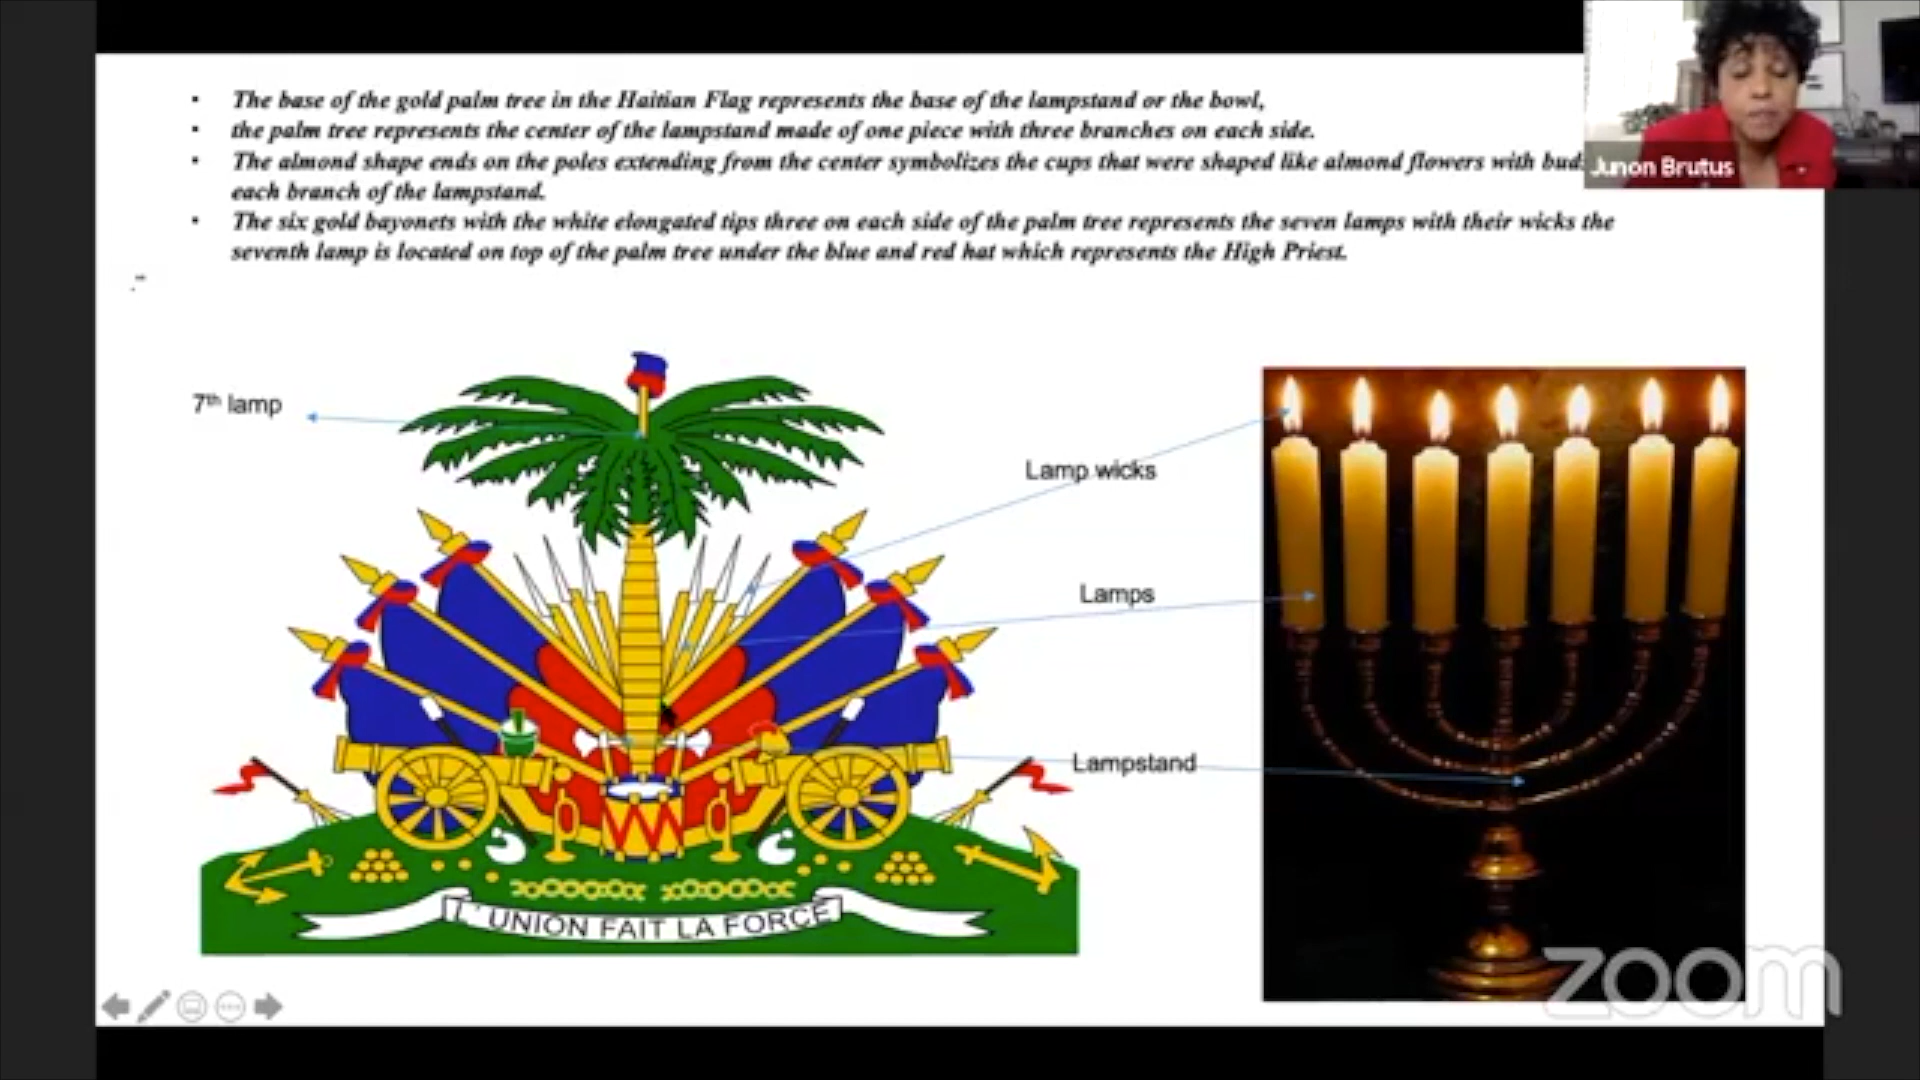 • The base of the gold palm tree in the Haitian Flag represents the base of the lampstand or the bowl,
• the palm tree represents the center of the lampstand made of one piece with three branches on each side.
• The almond shape ends on the poles extending from the center symbolizes the cups that were shaped like almond flowers with
each branch of the lampstand.
• The six gold bayonets with the white elongated tips three on each side of the palm tree represents the seven lamps with their wicks the
seventh lamp is located on top of the palm tree under the blue and red hat which represents the High Priest.
Junon Brutus
7th lamp
Lamp wicks
Lamps
Lampstand
L'UNION FAIT LA FORCE
zoom